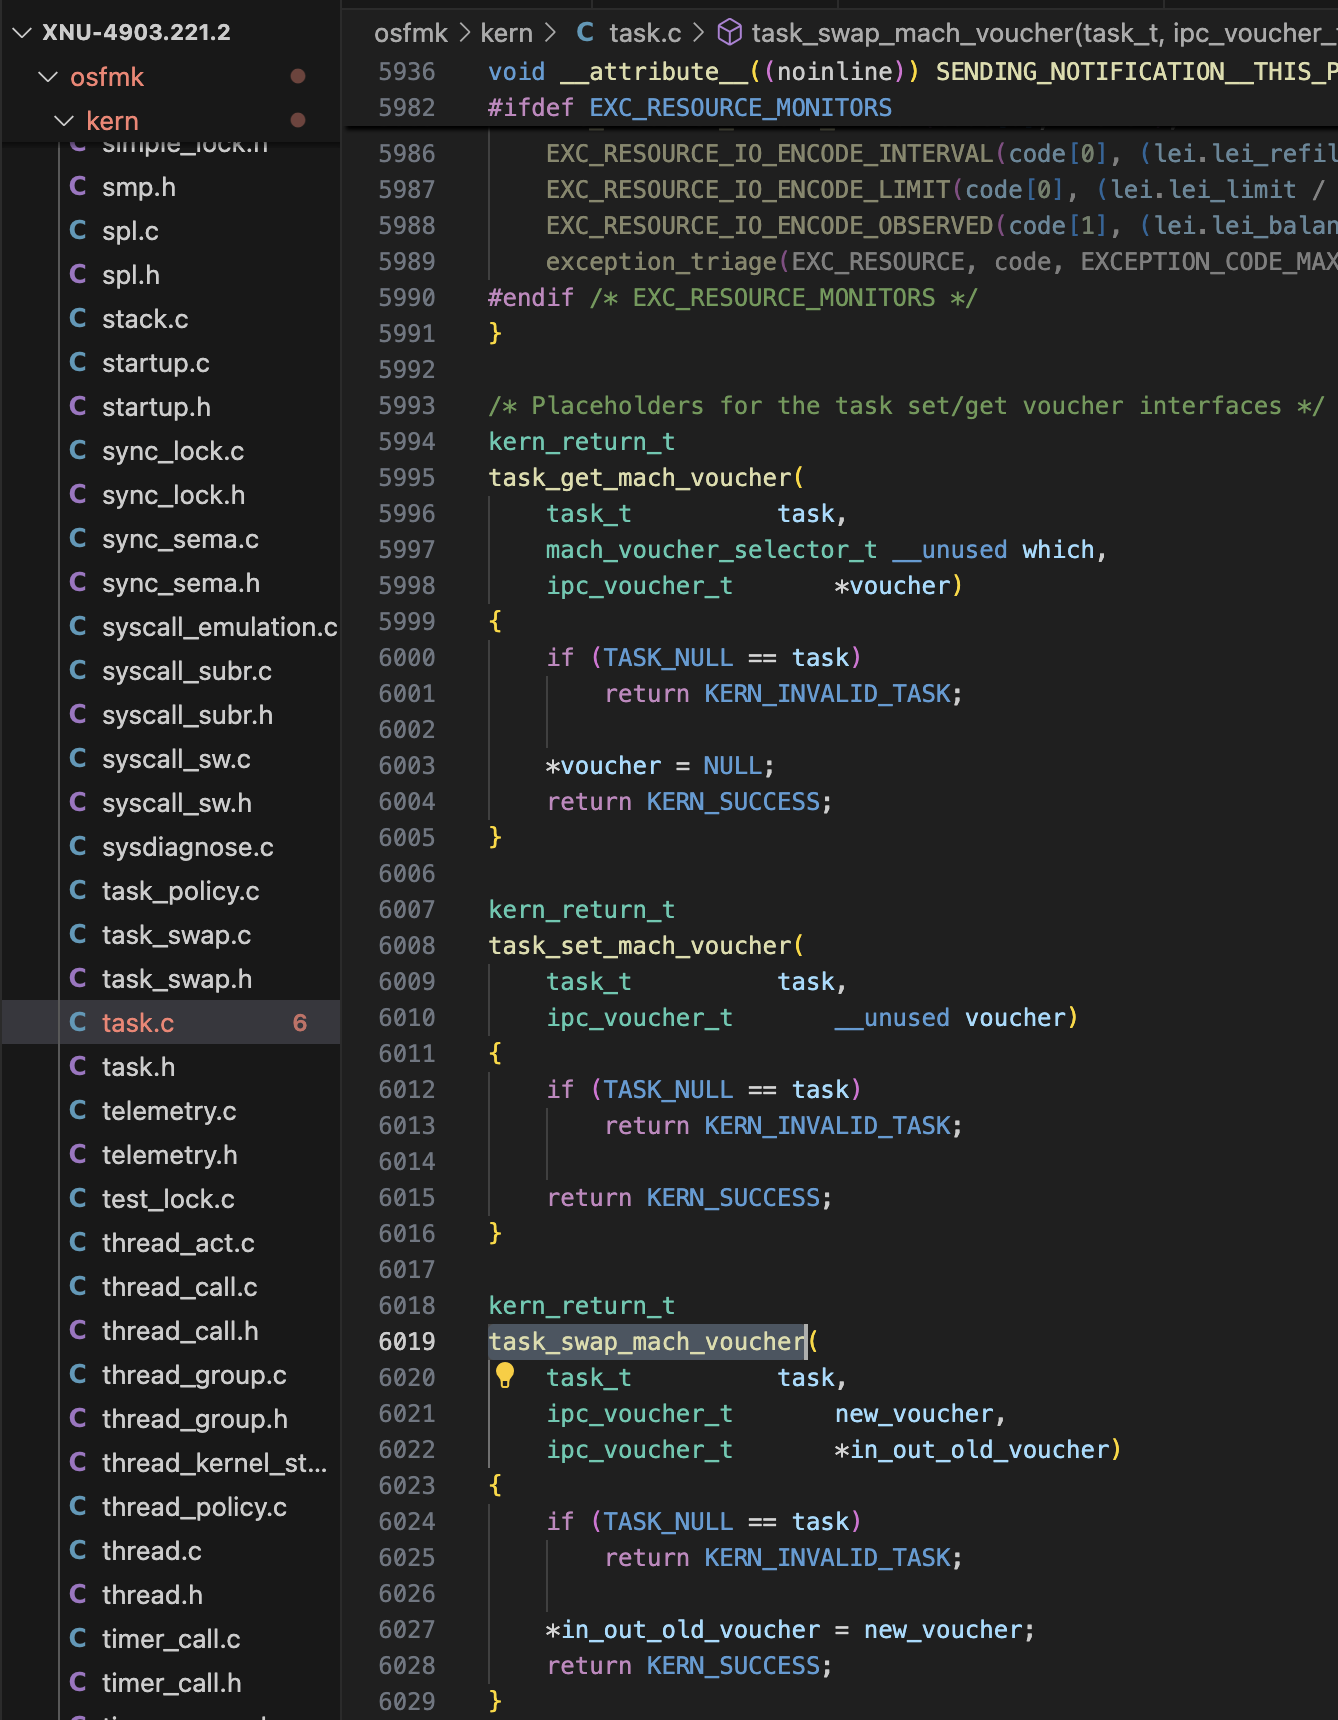 XNU-4903.221.2
osfmk
kern
simple_lock.h
smp.h
spl.c
spl.h
stack.c
startup.c
startup.h
sync_lock.c
sync_lock.h
sync_sema.c
sync_sema.h
syscall_emulation.c
syscall_subr.c
syscall_subr.h
syscall_sw.c
syscall_sw.h
sysdiagnose.c
task_policy.c
task_swap.c
task_swap.h
task.c 6
task.h
telemetry.c
telemetry.h
test_lock.c
thread_act.c
thread_call.c
thread_call.h
thread_group.c
thread_group.h
thread_kernel_st...
thread_policy.c
thread.c
thread.h
timer_call.c
timer_call.h
osfmk > kern > C task.c > task_swap_mach_voucher(task_t, ipc_voucher_
5936 void __attribute__((noinline)) SENDING_NOTIFICATION__THIS_P
5982 #ifdef EXC_RESOURCE_MONITORS
5986 EXC_RESOURCE_IO_ENCODE_INTERVAL(code[0], (lei.lei_refil
5987 EXC_RESOURCE_IO_ENCODE_LIMIT(code[0], (lei.lei_limit /
5988 EXC_RESOURCE_IO_ENCODE_OBSERVED(code[1], (lei.lei_balan
5989 exception_triage(EXC_RESOURCE, code, EXCEPTION_CODE_MAX
5990 #endif /* EXC_RESOURCE_MONITORS */
5991 }
5992
5993 /* Placeholders for the task set/get voucher interfaces */
5994 kern_return_t
5995 task_get_mach_voucher(
5996 task_t task,
5997 mach_voucher_selector_t __unused which,
5998 ipc_voucher_t *voucher)
5999 {
6000 if (TASK_NULL == task)
6001 return KERN_INVALID_TASK;
6002
6003 *voucher = NULL;
6004 return KERN_SUCCESS;
6005 }
6006
6007 kern_return_t
6008 task_set_mach_voucher(
6009 task_t task,
6010 ipc_voucher_t __unused voucher)
6011 {
6012 if (TASK_NULL == task)
6013 return KERN_INVALID_TASK;
6014
6015 return KERN_SUCCESS;
6016 }
6017
6018 kern_return_t
6019 task_swap_mach_voucher(
6020 task_t task,
6021 ipc_voucher_t new_voucher,
6022 ipc_voucher_t *in_out_old_voucher)
6023 {
6024 if (TASK_NULL == task)
6025 return KERN_INVALID_TASK;
6026
6027 *in_out_old_voucher = new_voucher;
6028 return KERN_SUCCESS;
6029 }